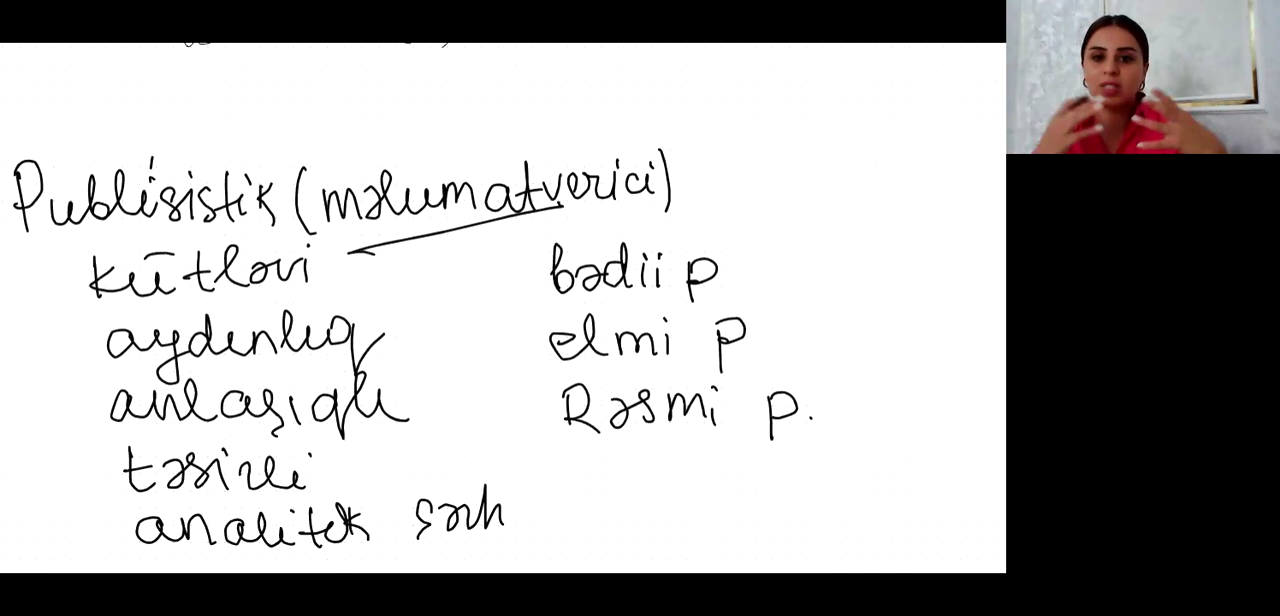 Publisistik (məlumatverici)
kütləvi
aydınlıq
anlaşıqlı
təsirli
analitik şərh
bədii p
elmi p
Rəsmi p.